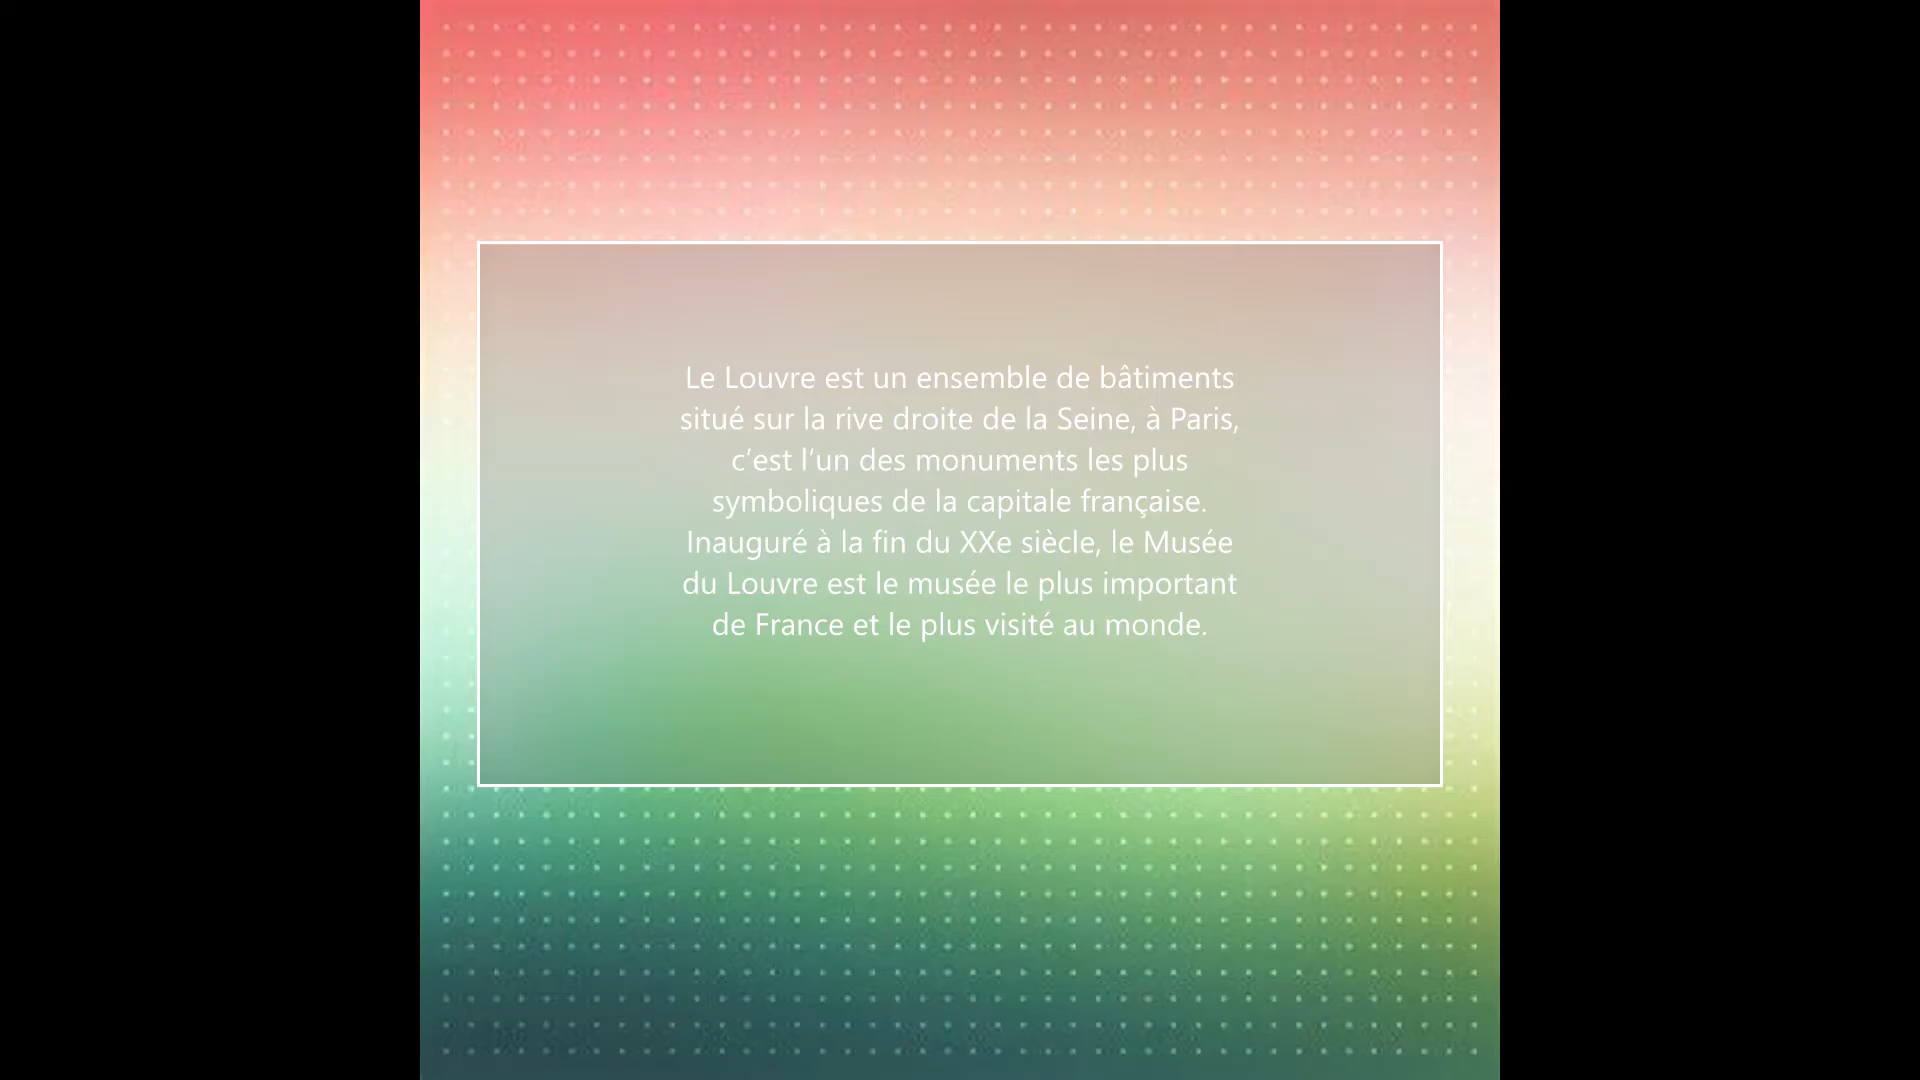 Le Louvre est un ensemble de bâtiments
situé sur la rive droite de la Seine, à Paris,
c’est l’un des monuments les plus
symboliques de la capitale française.
Inauguré à la fin du XXe siècle, le Musée
du Louvre est le musée le plus important
de France et le plus visité au monde.